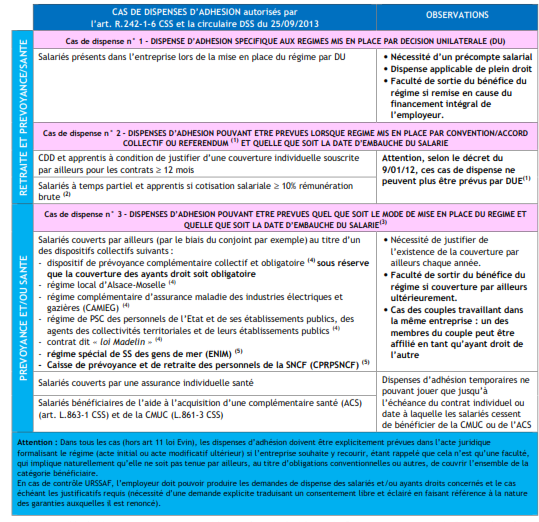 CAS DE DISPENSES D'ADHESION autorisés par
l'art. R.242-1-6 CSS et la circulaire DSS du 25/09/2013
OBSERVATIONS
RETRAITE ET PREVOYANCE/SANTE
Cas de dispense n° 1 - DISPENSE D'ADHESION SPECIFIQUE AUX REGIMES MIS EN PLACE PAR DECISION UNILATERALE (DU)
Salariés présents dans l'entreprise lors de la mise en place du régime par DU
• Nécessité d'un précompte salarial
• Dispense applicable de plein droit
• Faculté de sortie du bénéfice du
régime si remise en cause du
financement intégral de
l'employeur.
Cas de dispense n° 2 - DISPENSES D'ADHESION POUVANT ETRE PREVUES LORSQUE REGIME MIS EN PLACE PAR CONVENTION/ACCORD
COLLECTIF OU REFERENDUM (1) ET QUELLE QUE SOIT LA DATE D'EMBAUCHE DU SALARIE
CDD et apprentis à condition de justifier d'une couverture individuelle souscrite
par ailleurs pour les contrats ≥ 12 mois
Salariés à temps partiel et apprentis si cotisation salariale ≥ 10% rémunération
brute (2)
Attention, selon le décret du
9/01/12, ces cas de dispense ne
peuvent plus être prévus par DUE(1)
PREVOYANCE ET/OU SANTE
Cas de dispense n° 3 - DISPENSES D'ADHESION POUVANT ETRE PREVUES QUEL QUE SOIT LE MODE DE MISE EN PLACE DU REGIME ET
QUELLE QUE SOIT LA DATE D'EMBAUCHE DU SALARIE(3)
Salariés couverts par ailleurs (par le biais du conjoint par exemple) au titre d'un
des dispositifs collectifs suivants :
- dispositif de prévoyance complémentaire collectif et obligatoire (4) sous réserve
que la couverture des ayants droit soit obligatoire
- régime local d'Alsace-Moselle (4)
- régime complémentaire d'assurance maladie des industries électriques et
gazières (CAMIEG) (4)
- régime de PSC des personnels de l'Etat et de ses établissements publics, des
agents des collectivités territoriales et de leurs établissements publics (4)
- contrat dit « loi Madelin » (4)
- régime spécial de SS des gens de mer (ENIM) (5)
- Caisse de prévoyance et de retraite des personnels de la SNCF (CPRPSNCF) (5)
• Nécessité de justifier de
l'existence de la couverture par
ailleurs chaque année.
• Faculté de sortir du bénéfice du
régime si couverture par ailleurs
ultérieurement.
• Cas des couples travaillant dans
la même entreprise : un des
membres du couple peut être
affilié en tant qu'ayant droit de
l'autre
Salariés couverts par une assurance individuelle santé
Salariés bénéficiaires de l'aide à l'acquisition d'une complémentaire santé (ACS)
(art. L.863-1 CSS) et de la CMUC (L.861-3 CSS)
Dispenses d'adhésion temporaires ne
pouvant jouer que jusqu'à
l'échéance du contrat individuel ou
date à laquelle les salariés cessent
de bénéficier de la CMUC ou de l'ACS
Attention : Dans tous les cas (hors art 11 loi Evin), les dispenses d'adhésion doivent être explicitement prévues dans l'acte juridique
formalisant le régime (acte initial ou acte modificatif ultérieur) si l'entreprise souhaite y recourir, étant rappelé que cela n'est qu'une faculté,
qui implique naturellement qu'elle ne soit pas tenue par ailleurs, au titre d'obligations conventionnelles ou autres, de couvrir l'ensemble de la
catégorie bénéficiaire.
En cas de contrôle URSSAF, l'employeur doit pouvoir produire les demandes de dispense des salariés et/ou ayants droit concernés et le cas
échéant les justificatifs requis (nécessité d'une demande explicite traduisant un consentement libre et éclairé en faisant référence à la nature
des garanties auxquelles il est renoncé).